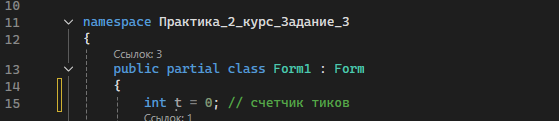 10
11 namespace Практика_2_курс_Задание_3
12 {
Ссылок: 3
13 public partial class Form1 : Form
14 {
15 int t = 0; // счетчик тиков
Ссылок: 1